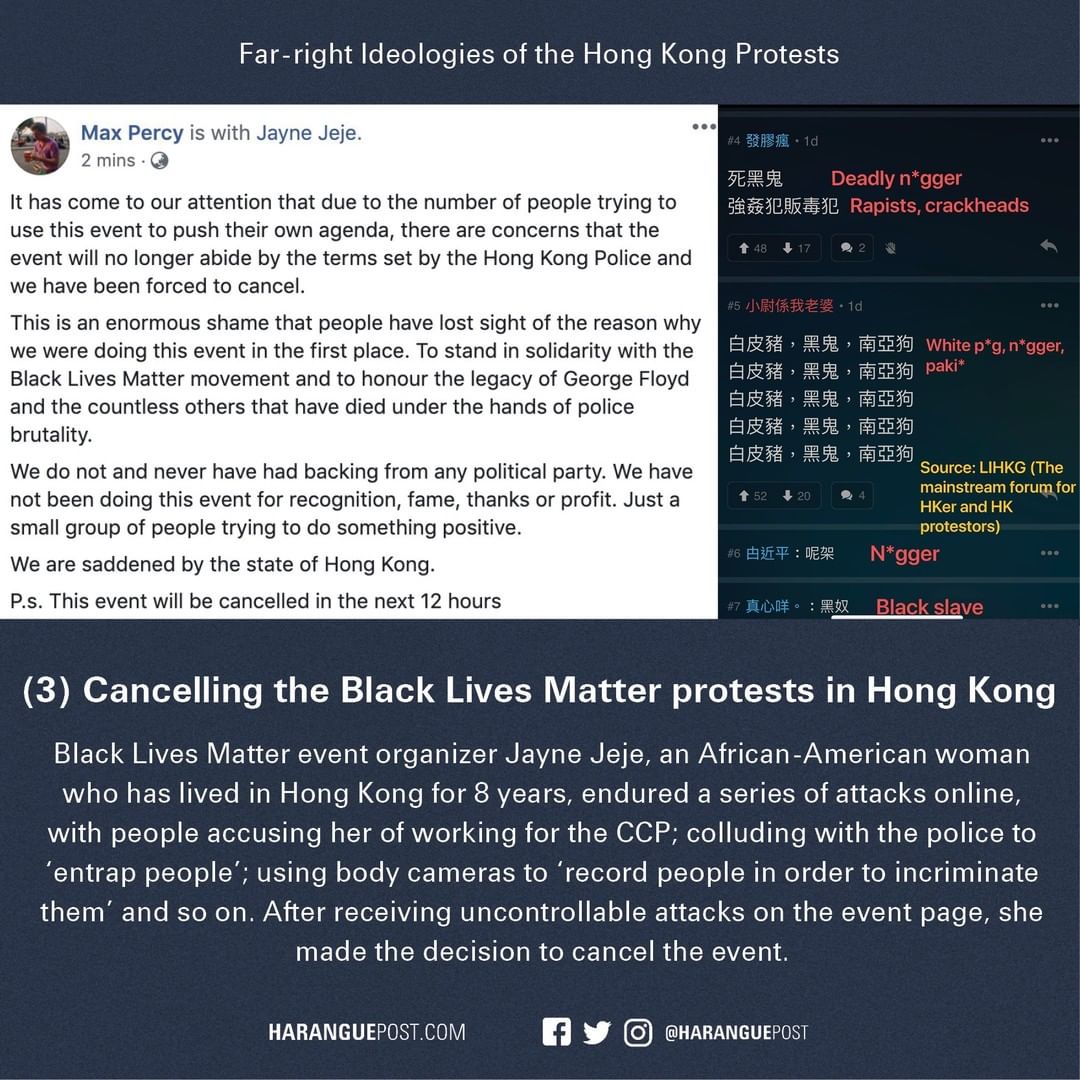 Far-right Ideologies of the Hong Kong Protests
Max Percy is with Jayne Jeje.
2 mins ·
It has come to our attention that due to the number of people trying to
use this event to push their own agenda, there are concerns that the
event will no longer abide by the terms set by the Hong Kong Police and
we have been forced to cancel.
This is an enormous shame that people have lost sight of the reason why
we were doing this event in the first place. To stand in solidarity with the
Black Lives Matter movement and to honour the legacy of George Floyd
and the countless others that have died under the hands of police
brutality.
We do not and never have had backing from any political party. We have
not been doing this event for recognition, fame, thanks or profit. Just a
small group of people trying to do something positive.
We are saddened by the state of Hong Kong.
P.s. This event will be cancelled in the next 12 hours
#4 發膠瘋 · 1d
死黑鬼 Deadly n*gger
強姦犯販毒犯 Rapists, crackheads
48 17 2
#5 小尉係我老婆 · 1d
白皮豬，黑鬼，南亞狗 White p*g, n*gger,
白皮豬，黑鬼，南亞狗 paki*
白皮豬，黑鬼，南亞狗
白皮豬，黑鬼，南亞狗
白皮豬，黑鬼，南亞狗
Source: LIHKG (The
mainstream forum for
HKer and HK
protestors)
52 20 4
#6 甴近平：呢架 N*gger
#7 真心咩。：黑奴 Black slave
(3) Cancelling the Black Lives Matter protests in Hong Kong
Black Lives Matter event organizer Jayne Jeje, an African-American woman
who has lived in Hong Kong for 8 years, endured a series of attacks online,
with people accusing her of working for the CCP; colluding with the police to
‘entrap people’; using body cameras to ‘record people in order to incriminate
them’ and so on. After receiving uncontrollable attacks on the event page, she
made the decision to cancel the event.
HARANGUEPOST.COM @HARANGUEPOST